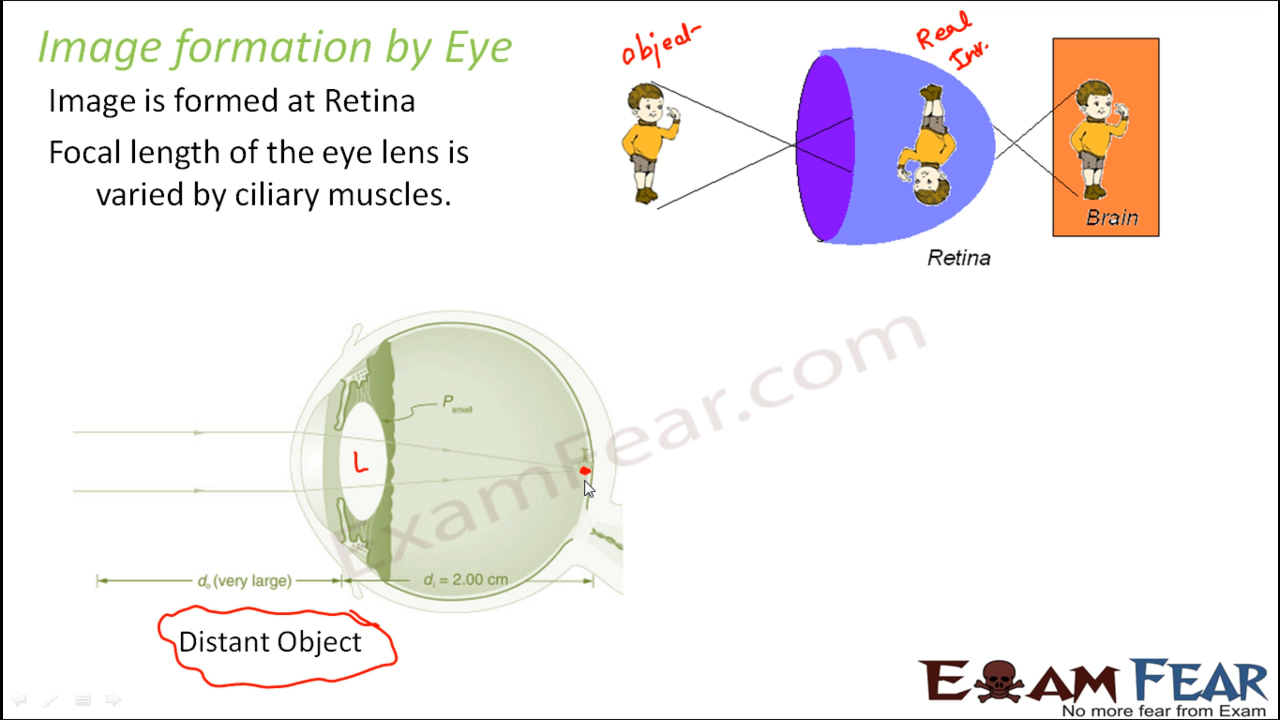 Image formation by Eye
Image is formed at Retina
Focal length of the eye lens is
varied by ciliary muscles.
Object
Real
Inv.
Brain
Retina
P small
L
I
dₒ (very large)
dᵢ = 2.00 cm
Distant Object
ExamFear.com
EXAM FEAR
No more fear from Exam